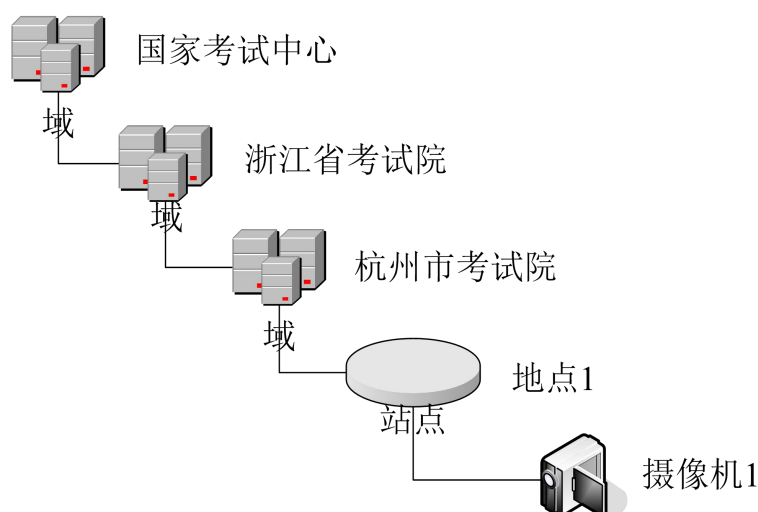 国家考试中心
域
浙江省考试院
域
杭州市考试院
域
地点1
站点
摄像机1